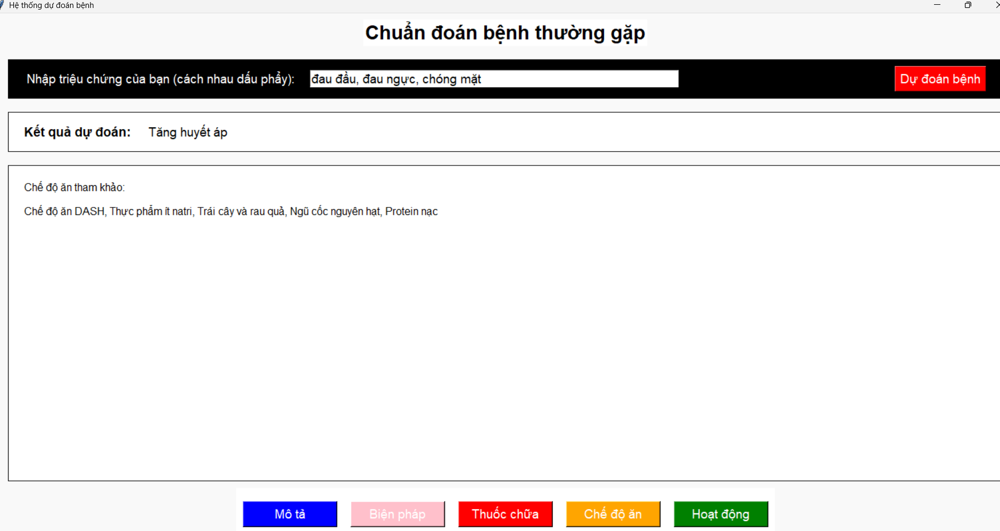 Hệ thống dự đoán bệnh
Chuẩn đoán bệnh thường gặp
Nhập triệu chứng của bạn (cách nhau dấu phẩy): đau đầu, đau ngực, chóng mặt Dự đoán bệnh
Kết quả dự đoán: Tăng huyết áp
Chế độ ăn tham khảo:
Chế độ ăn DASH, Thực phẩm ít natri, Trái cây và rau quả, Ngũ cốc nguyên hạt, Protein nạc
Mô tả Biện pháp Thuốc chữa Chế độ ăn Hoạt động